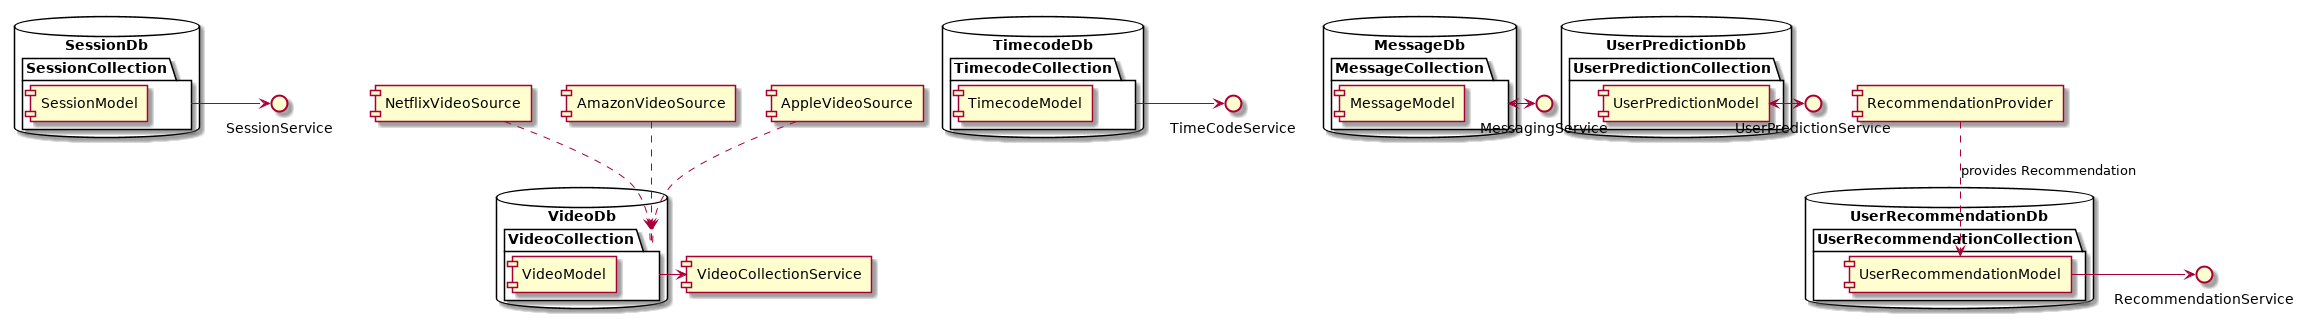 SessionDb
SessionCollection
SessionModel
SessionService
NetflixVideoSource
AmazonVideoSource
AppleVideoSource
VideoDb
VideoCollection
VideoModel
VideoCollectionService
TimecodeDb
TimecodeCollection
TimecodeModel
TimeCodeService
MessageDb
MessageCollection
MessageModel
MessagingService
UserPredictionDb
UserPredictionCollection
UserPredictionModel
UserPredictionService
RecommendationProvider
provides Recommendation
UserRecommendationDb
UserRecommendationCollection
UserRecommendationModel
RecommendationService